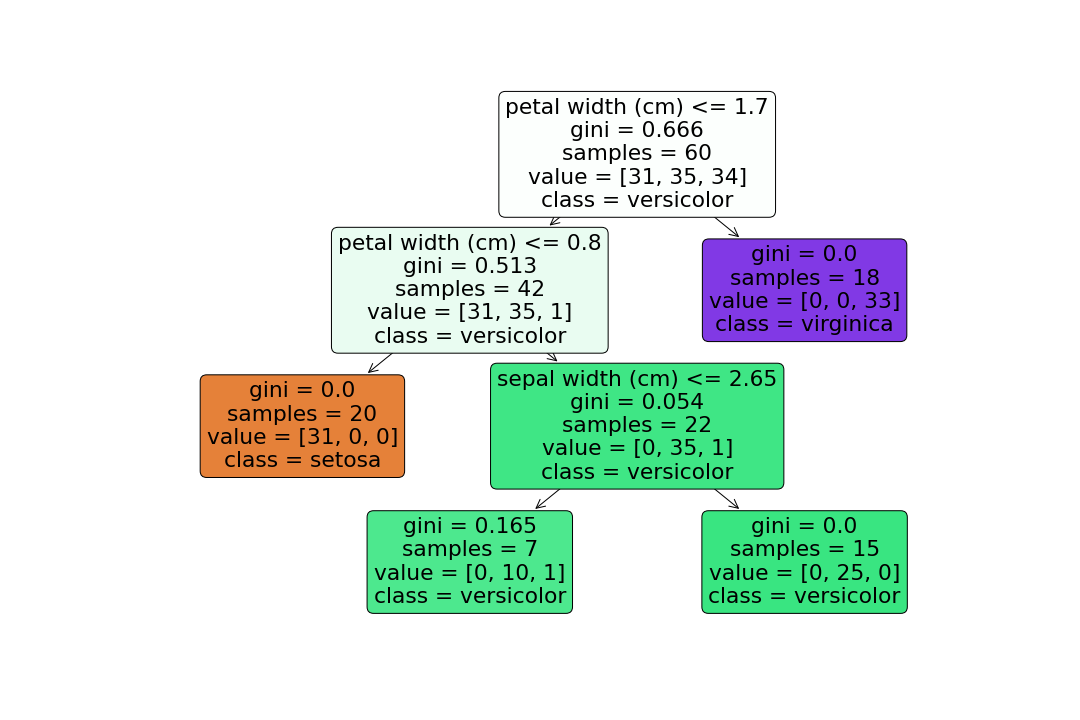 petal width (cm) <= 1.7
gini = 0.666
samples = 60
value = [31, 35, 34]
class = versicolor
petal width (cm) <= 0.8
gini = 0.513
samples = 42
value = [31, 35, 1]
class = versicolor
gini = 0.0
samples = 18
value = [0, 0, 33]
class = virginica
gini = 0.0
samples = 20
value = [31, 0, 0]
class = setosa
sepal width (cm) <= 2.65
gini = 0.054
samples = 22
value = [0, 35, 1]
class = versicolor
gini = 0.165
samples = 7
value = [0, 10, 1]
class = versicolor
gini = 0.0
samples = 15
value = [0, 25, 0]
class = versicolor